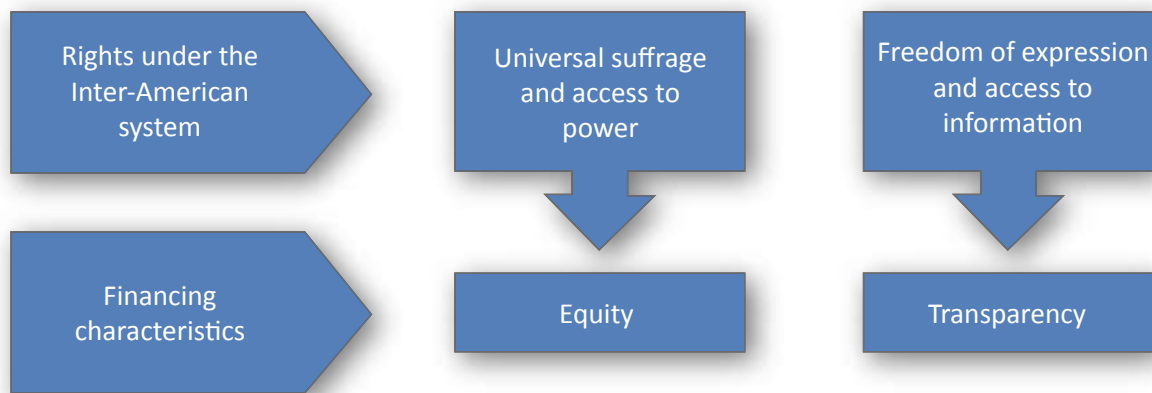 Rights under the
Inter-American
system
Universal suffrage
and access to
power
Freedom of expression
and access to
information
Financing
characteristics
Equity
Transparency